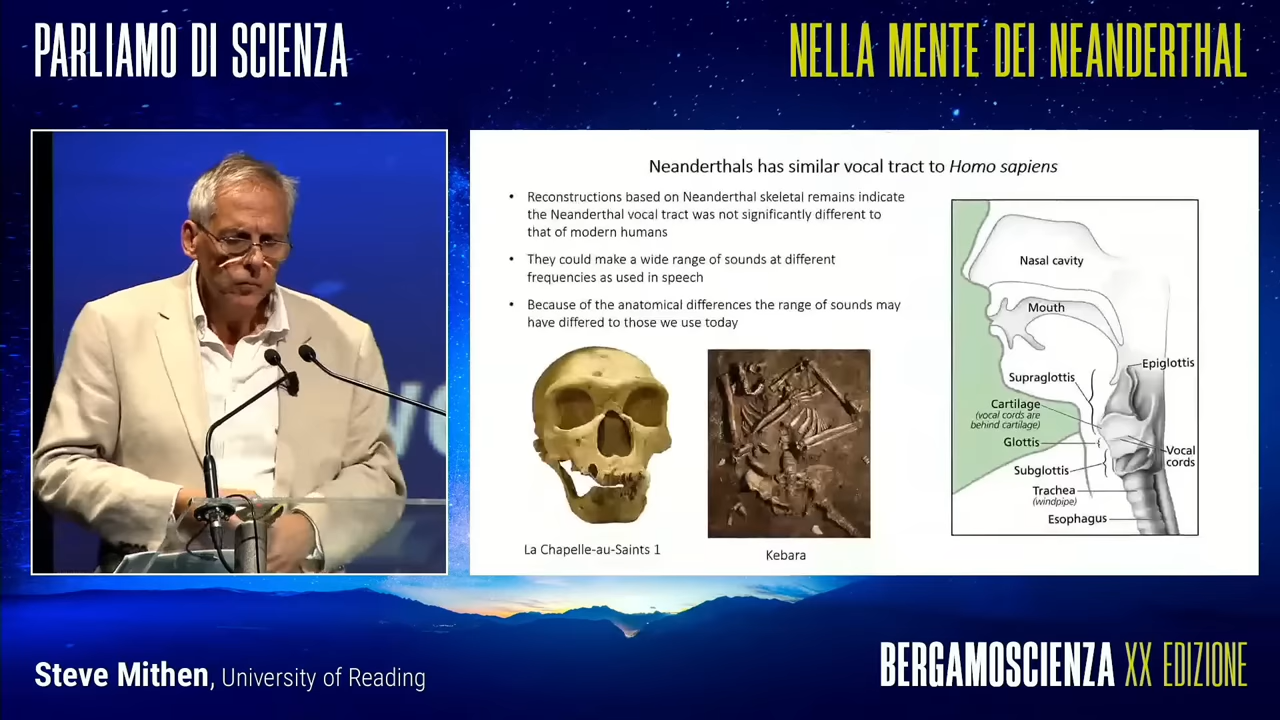 PARLIAMO DI SCIENZA
NELLA MENTE DEI NEANDERTHAL
Neanderthals has similar vocal tract to Homo sapiens
• Reconstructions based on Neanderthal skeletal remains indicate
the Neanderthal vocal tract was not significantly different to
that of modern humans
• They could make a wide range of sounds at different
frequencies as used in speech
• Because of the anatomical differences the range of sounds may
have differed to those we use today
La Chapelle-au-Saints 1
Kebara
Nasal cavity
Mouth
Epiglottis
Supraglottis
Cartilage
(vocal cords are
behind cartilage)
Glottis
Vocal
cords
Subglottis
Trachea
(windpipe)
Esophagus
Steve Mithen, University of Reading
BERGAMOSCIENZA XX EDIZIONE